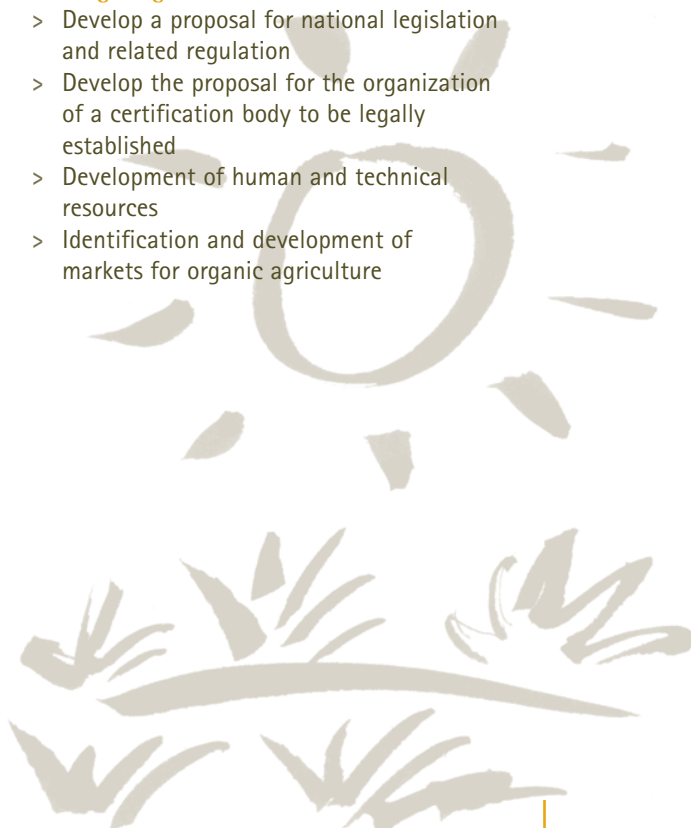 > Develop a proposal for national legislation
and related regulation
> Develop the proposal for the organization
of a certification body to be legally
established
> Development of human and technical
resources
> Identification and development of
markets for organic agriculture